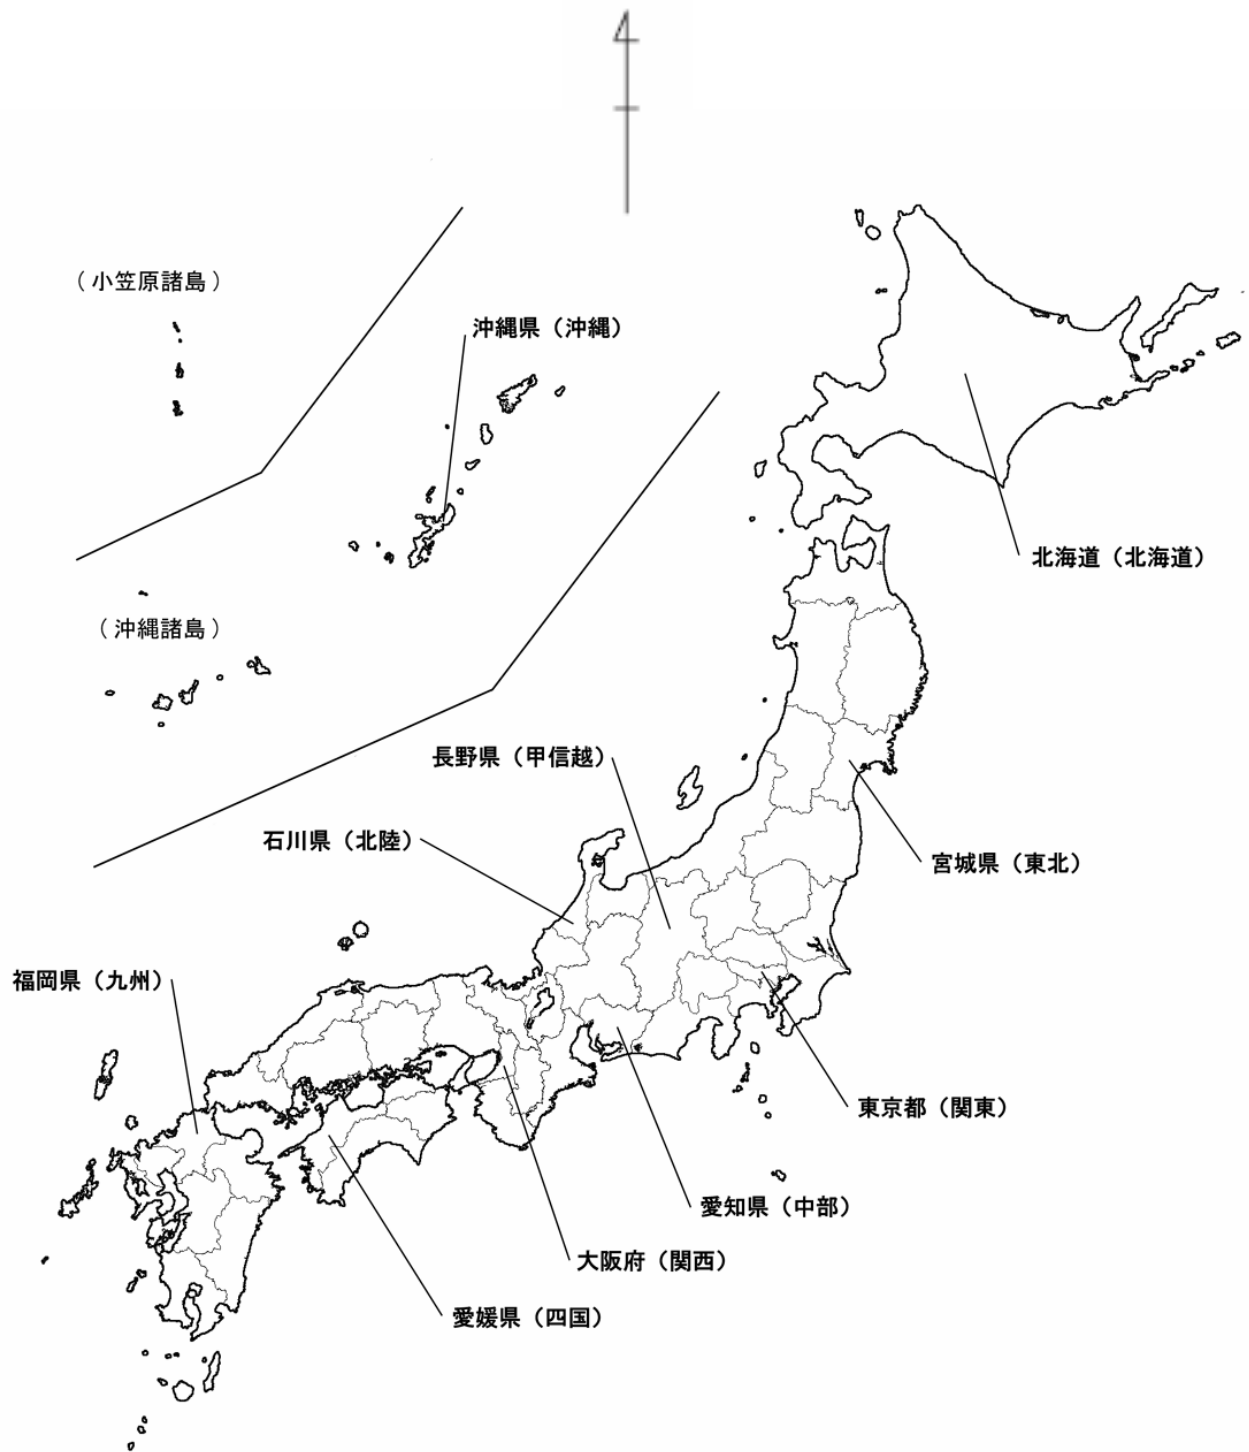 （小笠原諸島）
沖縄県（沖縄）
北海道（北海道）
（沖縄諸島）
長野県（甲信越）
石川県（北陸）
宮城県（東北）
福岡県（九州）
東京都（関東）
愛知県（中部）
大阪府（関西）
愛媛県（四国）